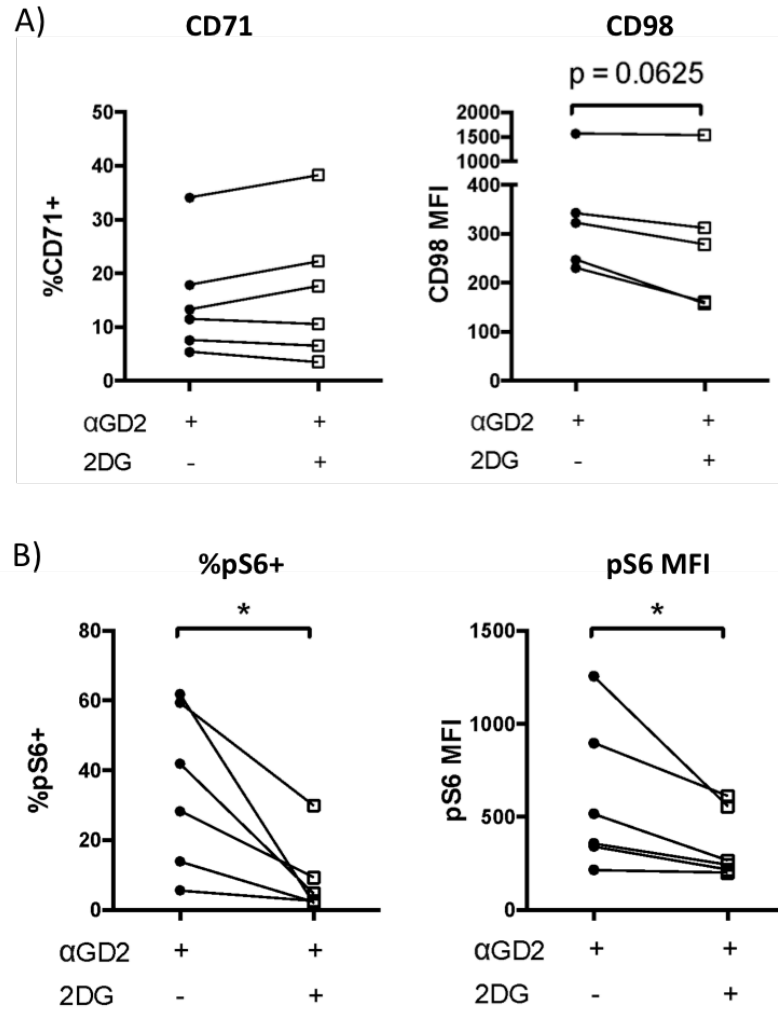 A)
CD71
CD98
p = 0.0625
50
40
30
20
10
0
%CD71+
2000
1500
1000
400
300
200
100
0
CD98 MFI
αGD2 + +
2DG - +
αGD2 + +
2DG - +
B)
%pS6+
pS6 MFI
*
*
80
60
40
20
0
%pS6+
1500
1000
500
0
pS6 MFI
αGD2 + +
2DG - +
αGD2 + +
2DG - +